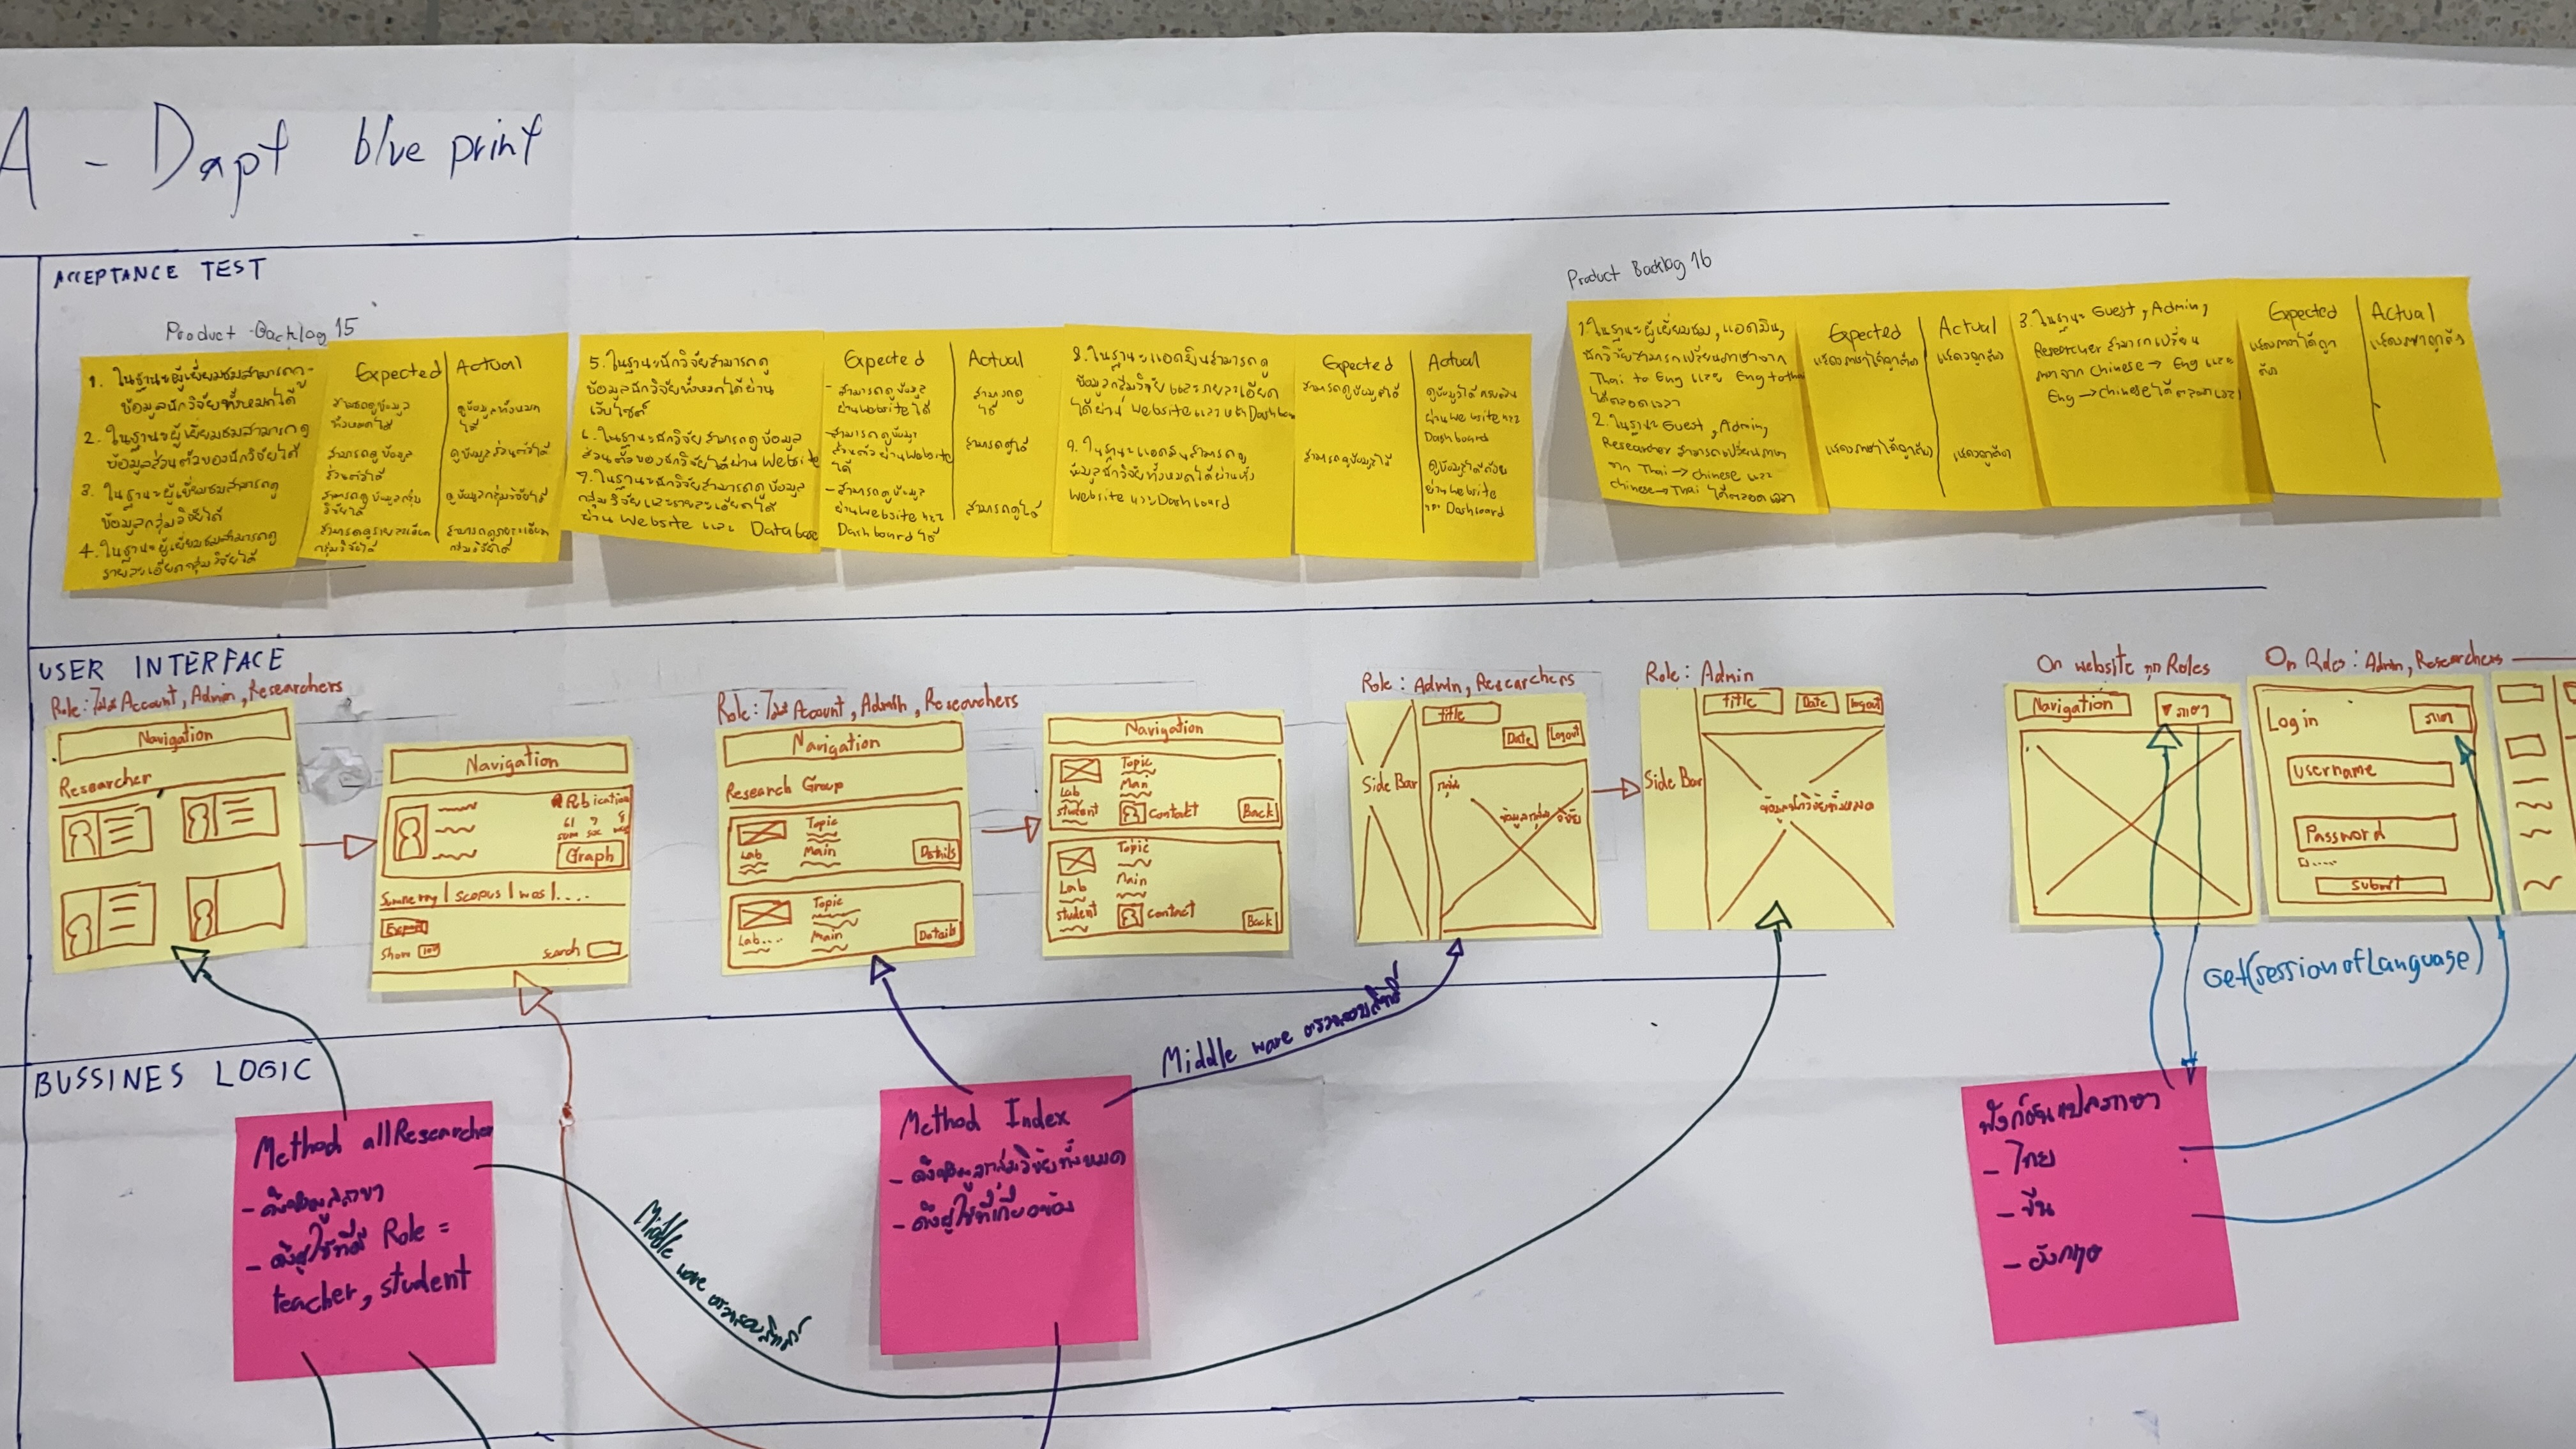 A - Dapt blue print
ACCEPTANCE TEST
Product Backlog 15
1. ในฐานะผู้เยี่ยมชมสามารถดู
ข้อมูลนักวิจัยทั้งหมดได้
2. ในฐานะผู้เยี่ยมชมสามารถดู
ข้อมูลส่วนตัวของนักวิจัยได้
3. ในฐานะผู้เยี่ยมชมสามารถดู
ข้อมูลกลุ่มวิจัยได้
4. ในฐานะผู้เยี่ยมชมสามารถดู
รายละเอียดกลุ่มวิจัยได้
Expected
สามารถดูข้อมูล
ทั้งหมดได้
สามารถดูข้อมูล
ส่วนตัวได้
สามารถดูข้อมูลกลุ่ม
วิจัยได้
สามารถดูรายละเอียด
กลุ่มวิจัยได้
Actual
ดูข้อมูลทั้งหมด
ได้
ดูข้อมูลส่วนตัวได้
ดูข้อมูลกลุ่มวิจัยได้
สามารถดูรายละเอียด
กลุ่มวิจัยได้
5. ในฐานะนักวิจัยสามารถดู
ข้อมูลนักวิจัยทั้งหมดได้ผ่าน
เว็บไซต์
6. ในฐานะนักวิจัยสามารถดูข้อมูล
ส่วนตัวของนักวิจัยได้ผ่าน Website
7. ในฐานะนักวิจัยสามารถดูข้อมูล
กลุ่มวิจัยและรายละเอียดได้
ผ่าน Website และ Database
Expected
- สามารถดูข้อมูล
ผ่าน Website ได้
- สามารถดูข้อมูล
ส่วนตัวผ่าน Website
ได้
- สามารถดูข้อมูล
ผ่าน Website และ
Dashboard ได้
Actual
สามารถดู
ได้
สามารถดูได้
สามารถดูได้
8. ในฐานะแอดมินสามารถดู
ข้อมูลกลุ่มวิจัย และรายละเอียด
ได้ผ่าน Website และ หน้า Dashboard
9. ในฐานะแอดมินสามารถดู
ข้อมูลนักวิจัยทั้งหมดได้ผ่านทั้ง
Website และ Dashboard
Expected
สามารถดูข้อมูลได้
สามารถดูข้อมูลได้
Actual
ดูข้อมูลได้
ผ่าน Website และ
Dashboard
ดูข้อมูลได้
ผ่าน Website
และ Dashboard
Product Backlog 16
1. ในฐานะผู้เยี่ยมชม, แอดมิน,
นักวิจัยสามารถเปลี่ยนภาษาจาก
Thai to Eng และ Eng to thai
ได้ตลอดเวลา
2. ในฐานะ Guest, Admin,
Researcher สามารถเปลี่ยนภาษา
จาก Thai → Chinese และ
Chinese → Thai ได้ตลอดเวลา
Expected
แสดงภาษาได้ถูกต้อง
แสดงภาษาได้ถูกต้อง
Actual
แสดงถูกต้อง
แสดงถูกต้อง
3. ในฐานะ Guest, Admin,
Researcher สามารถเปลี่ยน
ภาษาจาก Chinese → Eng และ
Eng → Chinese ได้ตลอดเวลา
Expected
แสดงภาษาได้ถูก
ต้อง
Actual
แสดงภาษาถูกต้อง
USER INTERFACE
Role: ไม่มี Account, Admin, Researchers
Navigation
Researcher
Navigation
Publication
Graph
Summary | Scopus | wos | ....
Export
Show
search
Role: ไม่มี Account, Admin, Researchers
Navigation
Research Group
Topic
Main
Lab
Details
Topic
Main
Lab....
Details
Navigation
Topic
Main
Lab
student
Contact
Back
Topic
Main
Lab
student
Contact
Back
Role: Admin, Researchers
title
Date
Logout
Side Bar
กลุ่ม
ข้อมูลกลุ่มวิจัย
Role: Admin
title
Date
logout
Side Bar
ข้อมูลนักวิจัยทั้งหมด
On website ทุก Roles
Navigation
▼ภาษา
On Roles: Admin, Researchers
Login
ภาษา
username
Password
submit
Get(session of Language)
BUSSINES LOGIC
Middle ware ตรวจสอบสิทธิ์
Method allResearcher
- ดึงข้อมูลสาขา
- ดึงผู้ใช้ที่มี Role =
teacher, student
Middle ware ตรวจสอบสิทธิ์
Method Index
- ดึงข้อมูลกลุ่มวิจัยทั้งหมด
- ดึงผู้ใช้ที่เกี่ยวข้อง
ฟังก์ชันแปลภาษา
- ไทย
- จีน
- อังกฤษ